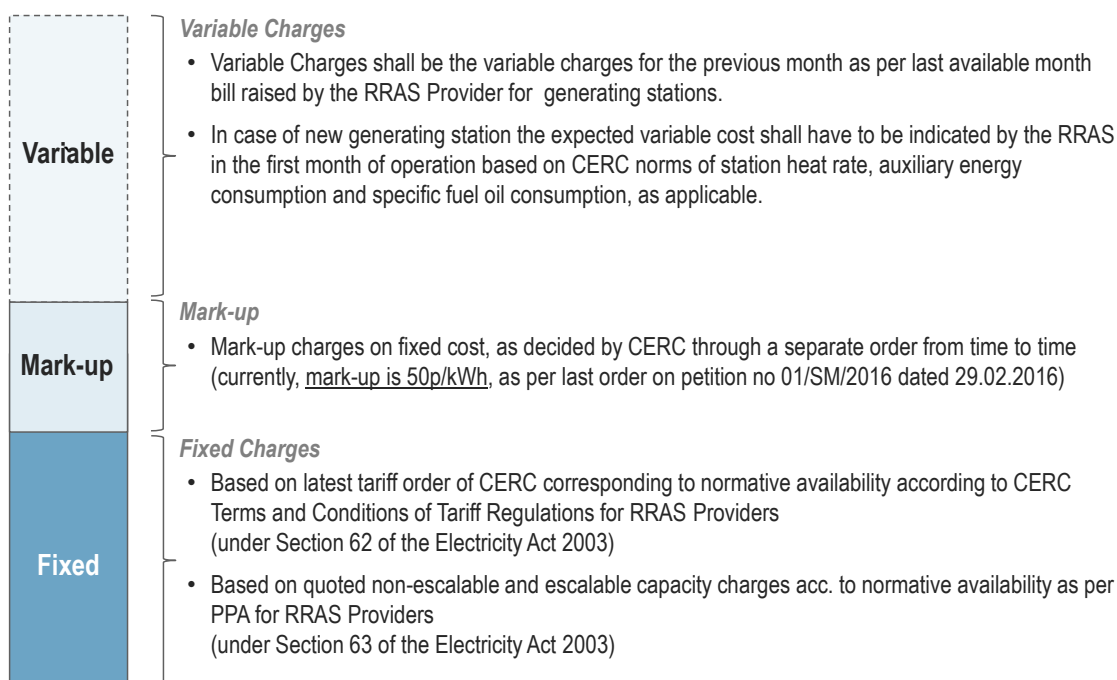 Variable
Variable Charges
• Variable Charges shall be the variable charges for the previous month as per last available month
bill raised by the RRAS Provider for generating stations.
• In case of new generating station the expected variable cost shall have to be indicated by the RRAS
in the first month of operation based on CERC norms of station heat rate, auxiliary energy
consumption and specific fuel oil consumption, as applicable.
Mark-up
Mark-up
• Mark-up charges on fixed cost, as decided by CERC through a separate order from time to time
(currently, mark-up is 50p/kWh, as per last order on petition no 01/SM/2016 dated 29.02.2016)
Fixed
Fixed Charges
• Based on latest tariff order of CERC corresponding to normative availability according to CERC
Terms and Conditions of Tariff Regulations for RRAS Providers
(under Section 62 of the Electricity Act 2003)
• Based on quoted non-escalable and escalable capacity charges acc. to normative availability as per
PPA for RRAS Providers
(under Section 63 of the Electricity Act 2003)